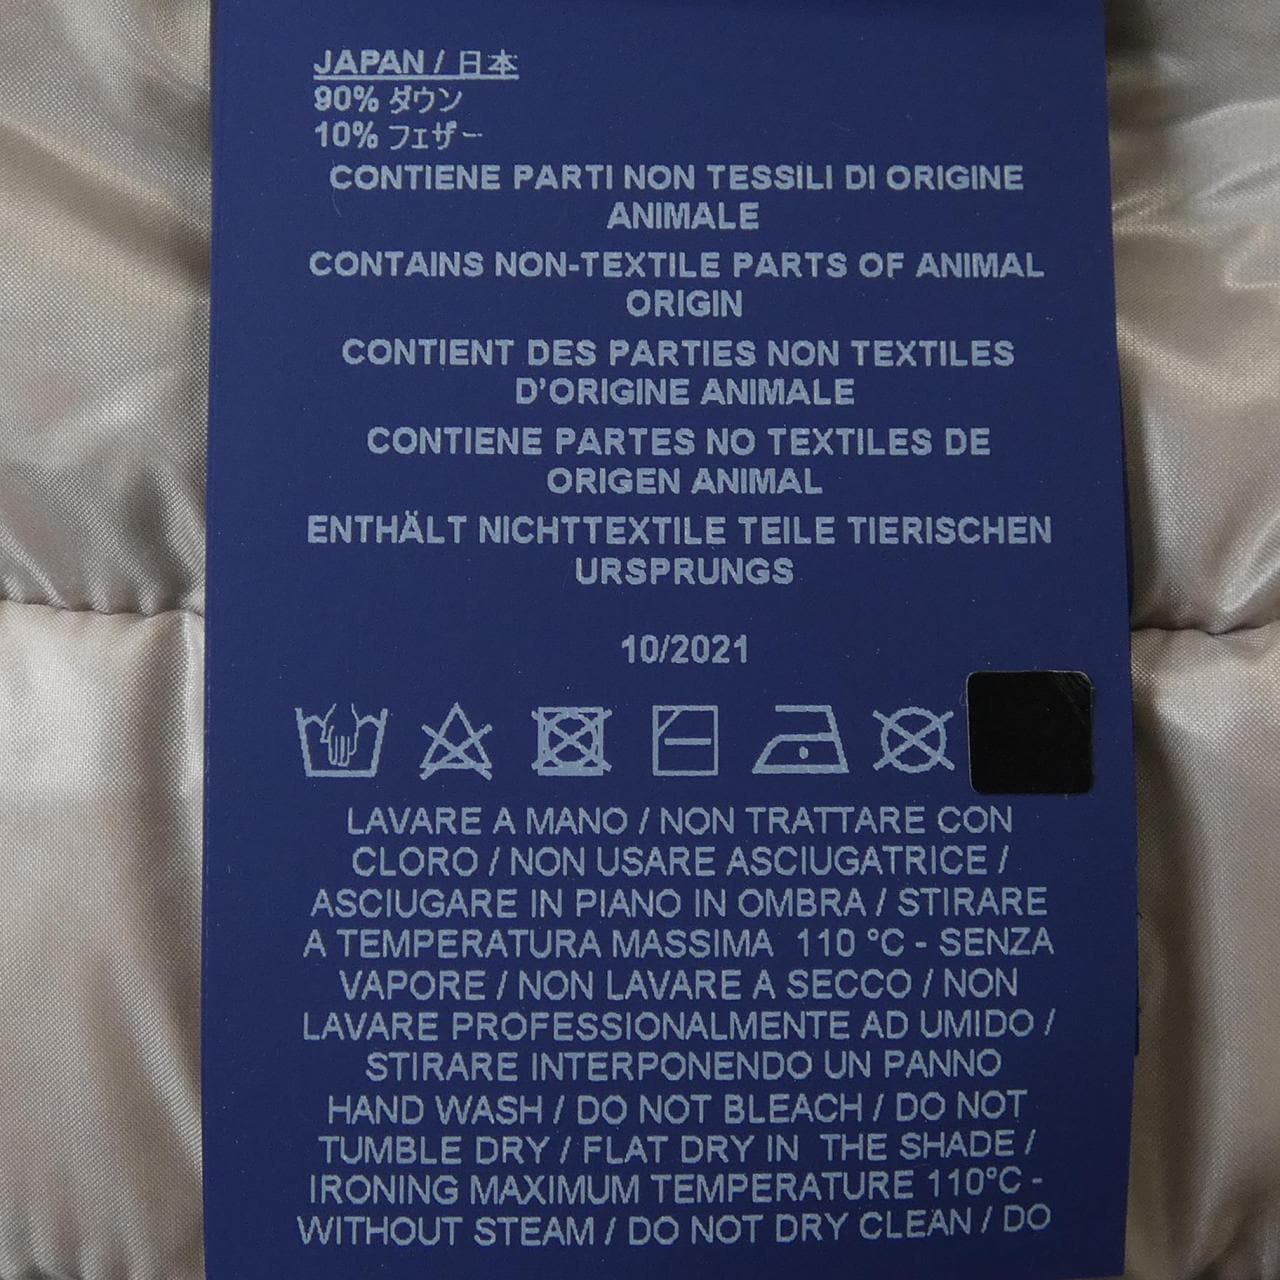 JAPAN / 日本
90% ダウン
10% フェザー
CONTIENE PARTI NON TESSILI DI ORIGINE
ANIMALE
CONTAINS NON-TEXTILE PARTS OF ANIMAL
ORIGIN
CONTIENT DES PARTIES NON TEXTILES
D'ORIGINE ANIMALE
CONTIENE PARTES NO TEXTILES DE
ORIGEN ANIMAL
ENTHÄLT NICHTTEXTILE TEILE TIERISCHEN
URSPRUNGS
10/2021
LAVARE A MANO / NON TRATTARE CON
CLORO / NON USARE ASCIUGATRICE /
ASCIUGARE IN PIANO IN OMBRA / STIRARE
A TEMPERATURA MASSIMA 110 °C - SENZA
VAPORE / NON LAVARE A SECCO / NON
LAVARE PROFESSIONALMENTE AD UMIDO /
STIRARE INTERPONENDO UN PANNO
HAND WASH / DO NOT BLEACH / DO NOT
TUMBLE DRY / FLAT DRY IN THE SHADE /
IRONING MAXIMUM TEMPERATURE 110°C -
WITHOUT STEAM / DO NOT DRY CLEAN / DO